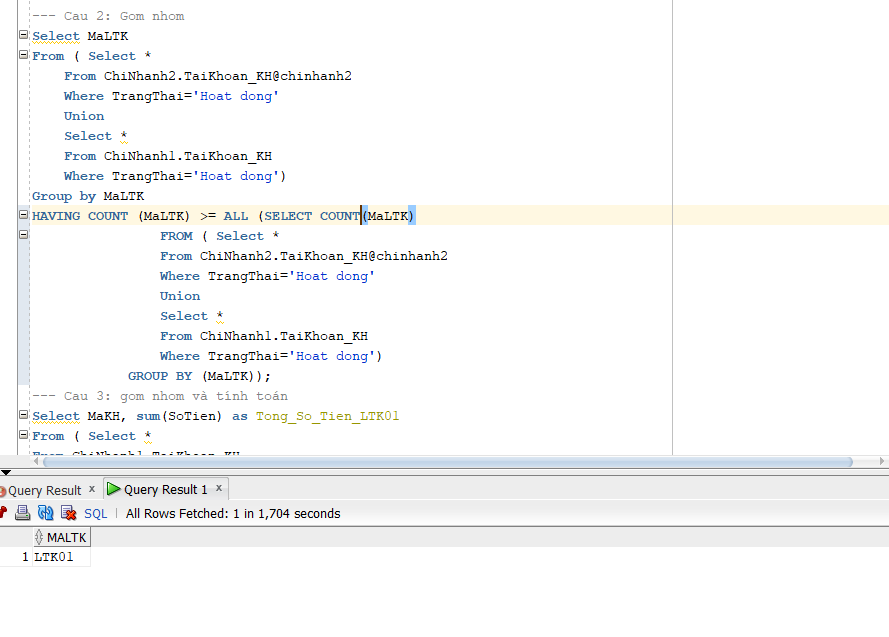 --- Cau 2: Gom nhom
Select MaLTK
From ( Select *
From ChiNhanh2.TaiKhoan_KH@chinhanh2
Where TrangThai='Hoat dong'
Union
Select *
From ChiNhanh1.TaiKhoan_KH
Where TrangThai='Hoat dong')
Group by MaLTK
HAVING COUNT (MaLTK) >= ALL (SELECT COUNT(MaLTK)
FROM ( Select *
From ChiNhanh2.TaiKhoan_KH@chinhanh2
Where TrangThai='Hoat dong'
Union
Select *
From ChiNhanh1.TaiKhoan_KH
Where TrangThai='Hoat dong')
GROUP BY (MaLTK));
--- Cau 3: gom nhom và tính toán
Select MaKH, sum(SoTien) as Tong_So_Tien_LTK01
From ( Select *
From ChiNhanh1.TaiKhoan_KH
Query Result x
Query Result 1 x
SQL | All Rows Fetched: 1 in 1,704 seconds
MALTK
1 LTK01